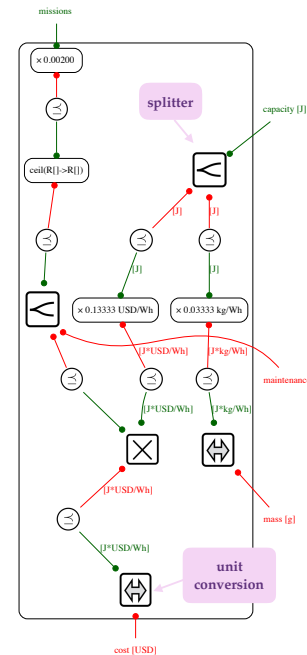 missions
× 0.00200
splitter
capacity [J]
ceil(R[]->R[])
[J]
[J]
[J]
[J]
× 0.13333 USD/Wh
× 0.03333 kg/Wh
[J*USD/Wh]
[J*kg/Wh]
maintenance
[J*USD/Wh]
[J*kg/Wh]
[J*USD/Wh]
mass [g]
[J*USD/Wh]
unit
conversion
cost [USD]